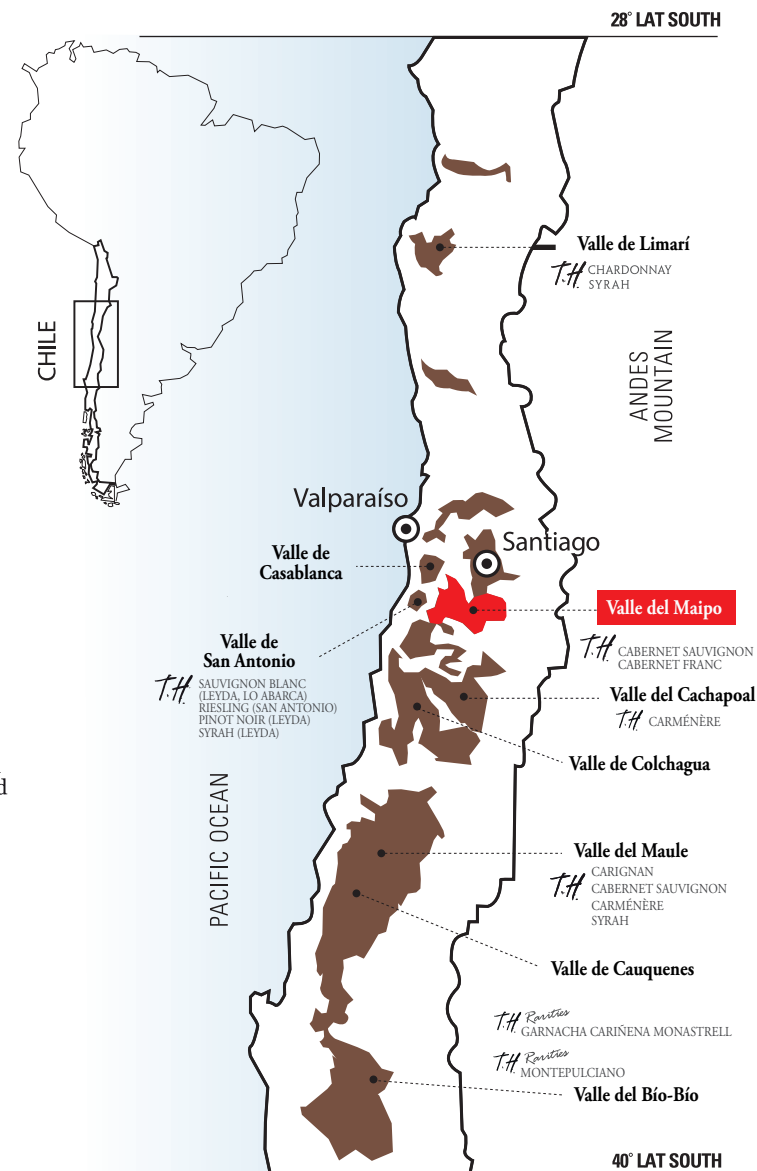 28° LAT SOUTH
Valle de Limarí
T.H. CHARDONNAY
SYRAH
CHILE
ANDES
MOUNTAIN
Valparaíso
Santiago
Valle de
Casablanca
Valle del Maipo
Valle de
San Antonio
T.H. CABERNET SAUVIGNON
CABERNET FRANC
T.H. SAUVIGNON BLANC
(LEYDA, LO ABARCA)
RIESLING (SAN ANTONIO)
PINOT NOIR (LEYDA)
SYRAH (LEYDA)
Valle del Cachapoal
T.H. CARMÉNÈRE
Valle de Colchagua
d
PACIFIC OCEAN
Valle del Maule
T.H. CARIGNAN
CABERNET SAUVIGNON
CARMÉNÈRE
SYRAH
Valle de Cauquenes
T.H. Rarities
GARNACHA CARIÑENA MONASTRELL
T.H. Rarities
MONTEPULCIANO
Valle del Bío-Bío
40° LAT SOUTH